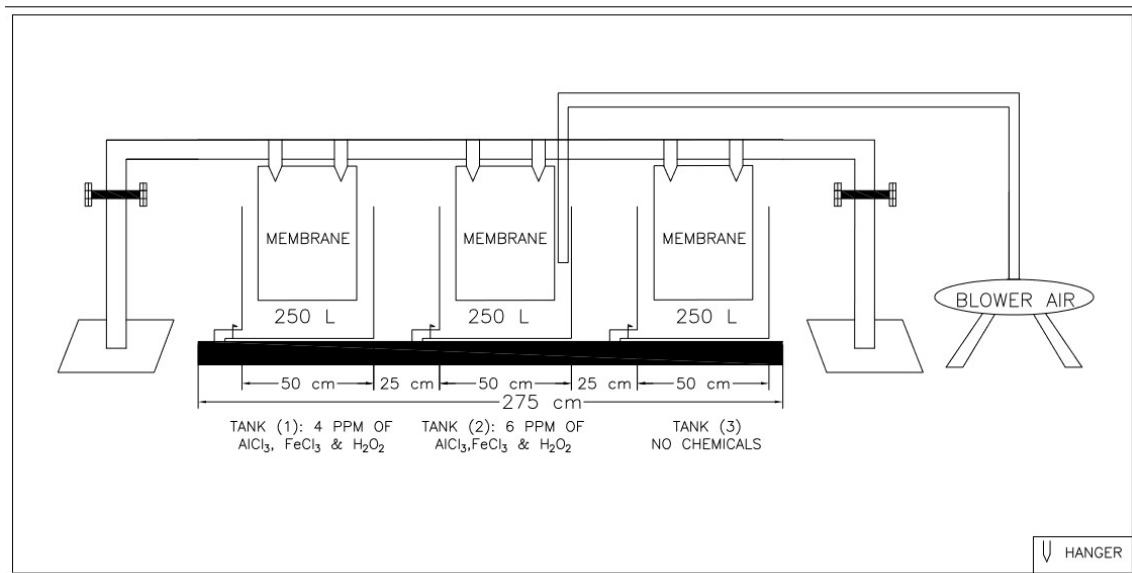 MEMBRANE
MEMBRANE
MEMBRANE
250 L
250 L
250 L
BLOWER AIR
50 cm
25 cm
50 cm
25 cm
50 cm
275 cm
TANK (1): 4 PPM OF
AlCl₃, FeCl₃ & H₂O₂
TANK (2): 6 PPM OF
AlCl₃,FeCl₃ & H₂O₂
TANK (3)
NO CHEMICALS
HANGER